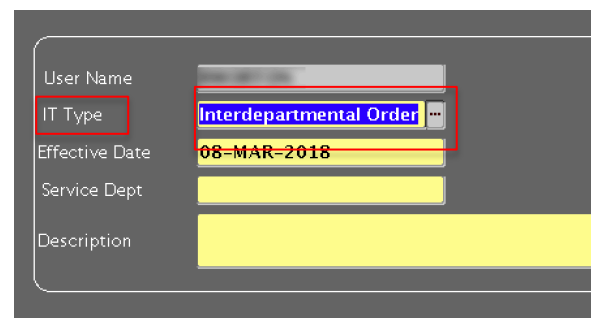 User Name
IT Type Interdepartmental Order ...
Effective Date 08-MAR-2018
Service Dept
Description